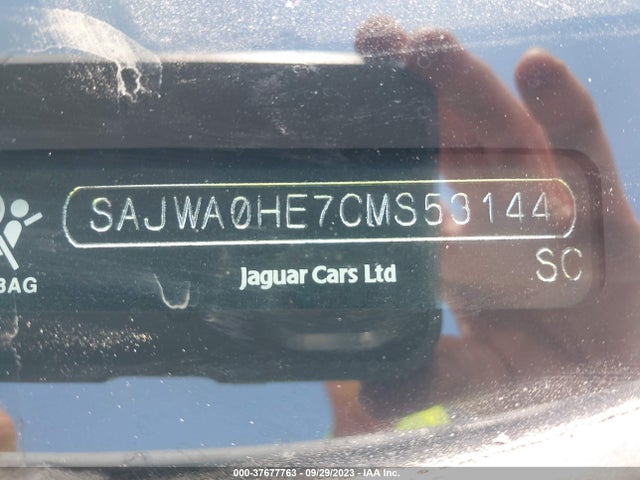 SAJWA0HE7CMS53144
SC
BAG
Jaguar Cars Ltd
000-37677763 - 09/29/2023 - IAA Inc.